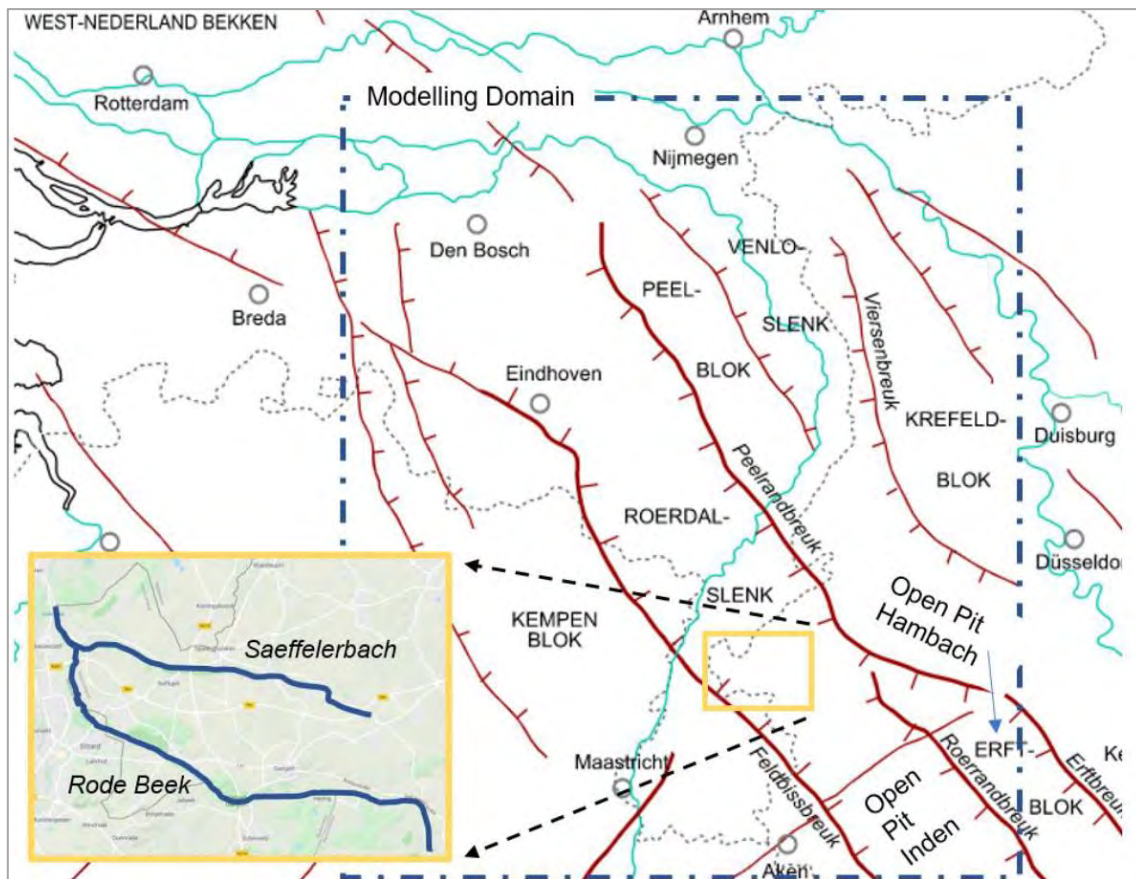 WEST-NEDERLAND BEKKEN
Arnhem
Rotterdam
Modelling Domain
Nijmegen
Den Bosch
VENLO-
PEEL-
Breda
SLENK
Viersenbreuk
BLOK
Eindhoven
KREFELD-
Duisburg
Peelrandbreuk
BLOK
ROERDAL-
Düsseldo
SLENK
Open Pit
Hambach
KEMPEN
BLOK
Saeffelerbach
Rode Beek
Maastricht
Feldbissbreuk
Roerrandbreuk
ERFT-
Erftbreuk
BLOK
Open
Pit
Inden
Aken